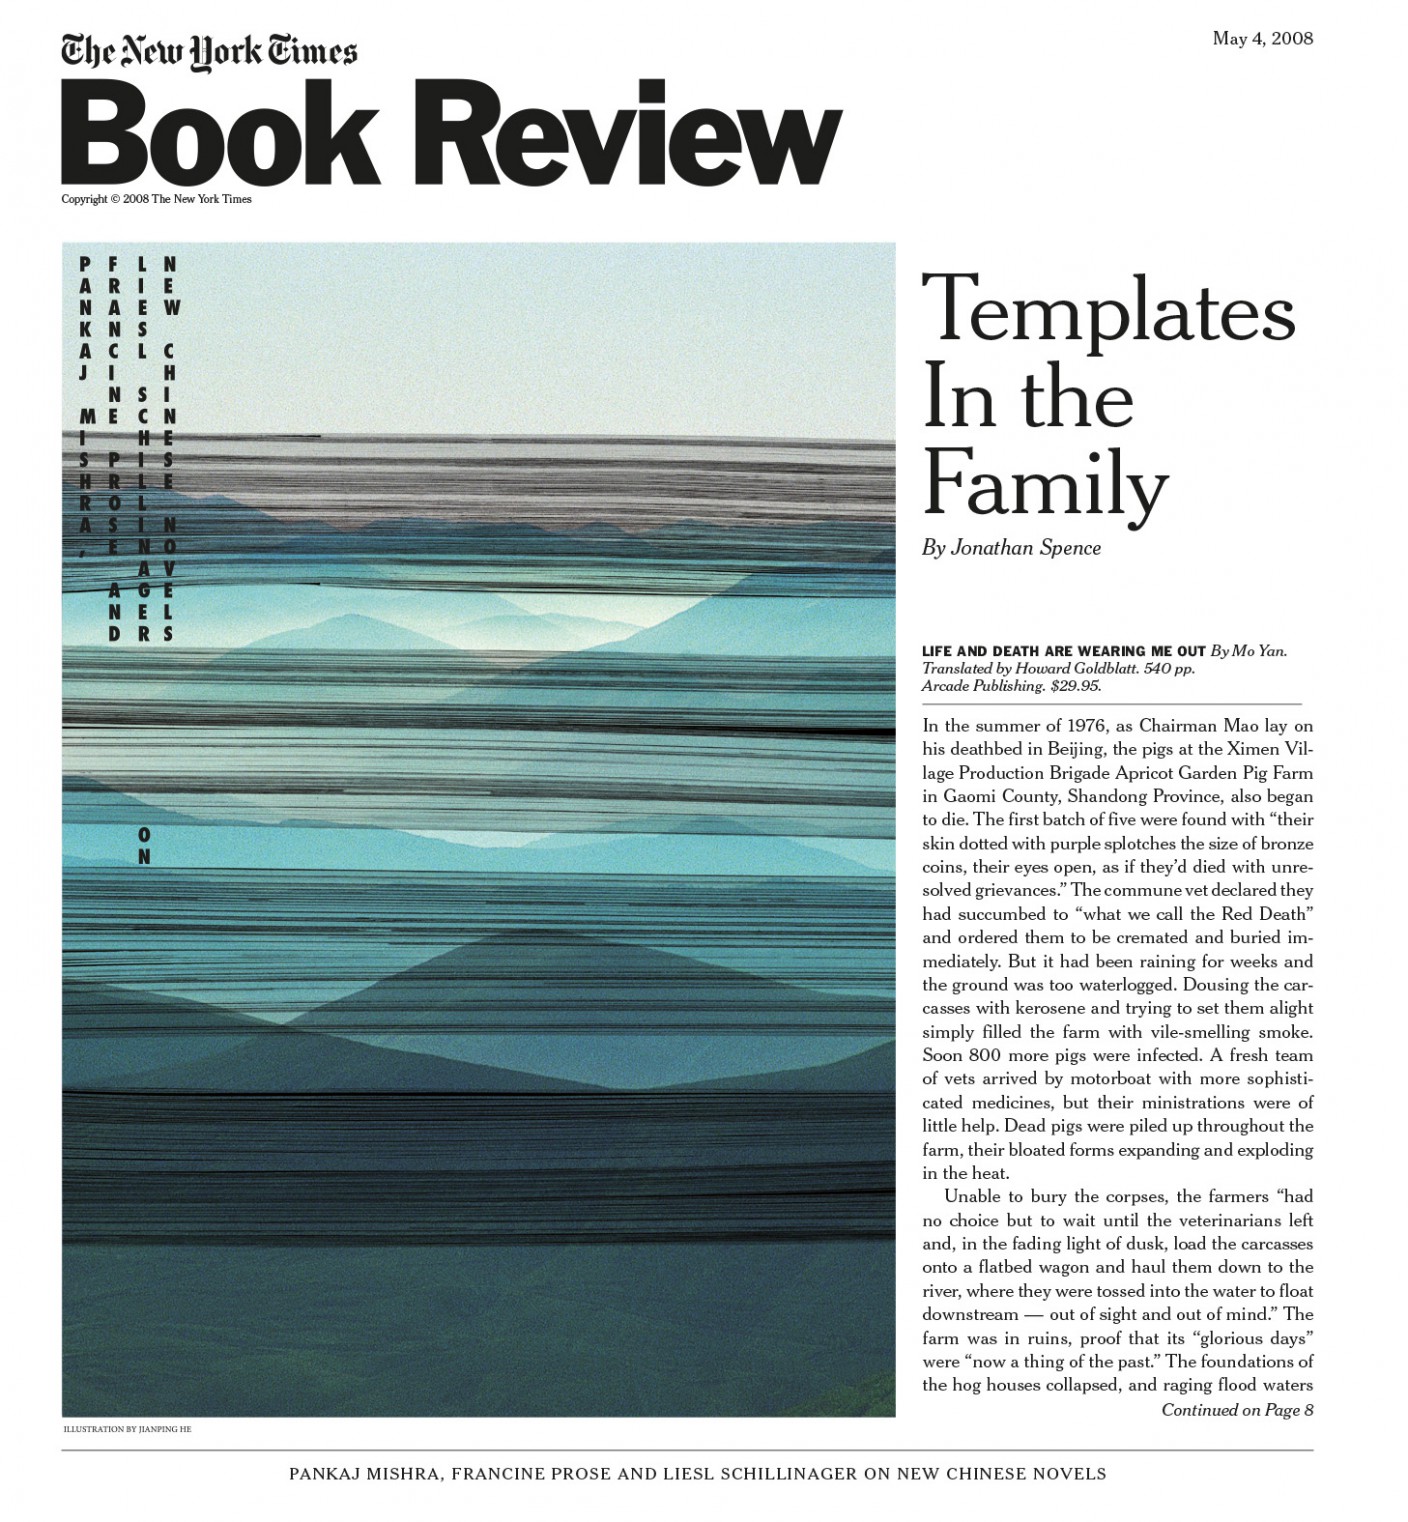 The New York Times
May 4, 2008
Book Review
Copyright © 2008 The New York Times
PANKAJ MISHRA,
FRANCINE PROSE AND
LIESL SCHILLINAGER ON
NEW CHINESE NOVELS
Templates
In the
Family
By Jonathan Spence
LIFE AND DEATH ARE WEARING ME OUT By Mo Yan.
Translated by Howard Goldblatt. 540 pp.
Arcade Publishing. $29.95.
In the summer of 1976, as Chairman Mao lay on
his deathbed in Beijing, the pigs at the Ximen Vil-
lage Production Brigade Apricot Garden Pig Farm
in Gaomi County, Shandong Province, also began
to die. The first batch of five were found with “their
skin dotted with purple splotches the size of bronze
coins, their eyes open, as if they’d died with unre-
solved grievances.” The commune vet declared they
had succumbed to “what we call the Red Death”
and ordered them to be cremated and buried im-
mediately. But it had been raining for weeks and
the ground was too waterlogged. Dousing the car-
casses with kerosene and trying to set them alight
simply filled the farm with vile-smelling smoke.
Soon 800 more pigs were infected. A fresh team
of vets arrived by motorboat with more sophisti-
cated medicines, but their ministrations were of
little help. Dead pigs were piled up throughout the
farm, their bloated forms expanding and exploding
in the heat.
Unable to bury the corpses, the farmers “had
no choice but to wait until the veterinarians left
and, in the fading light of dusk, load the carcasses
onto a flatbed wagon and haul them down to the
river, where they were tossed into the water to float
downstream — out of sight and out of mind.” The
farm was in ruins, proof that its “glorious days”
were “now a thing of the past.” The foundations of
the hog houses collapsed, and raging flood waters
Continued on Page 8
ILLUSTRATION BY JIANPING HE
PANKAJ MISHRA, FRANCINE PROSE AND LIESL SCHILLINAGER ON NEW CHINESE NOVELS